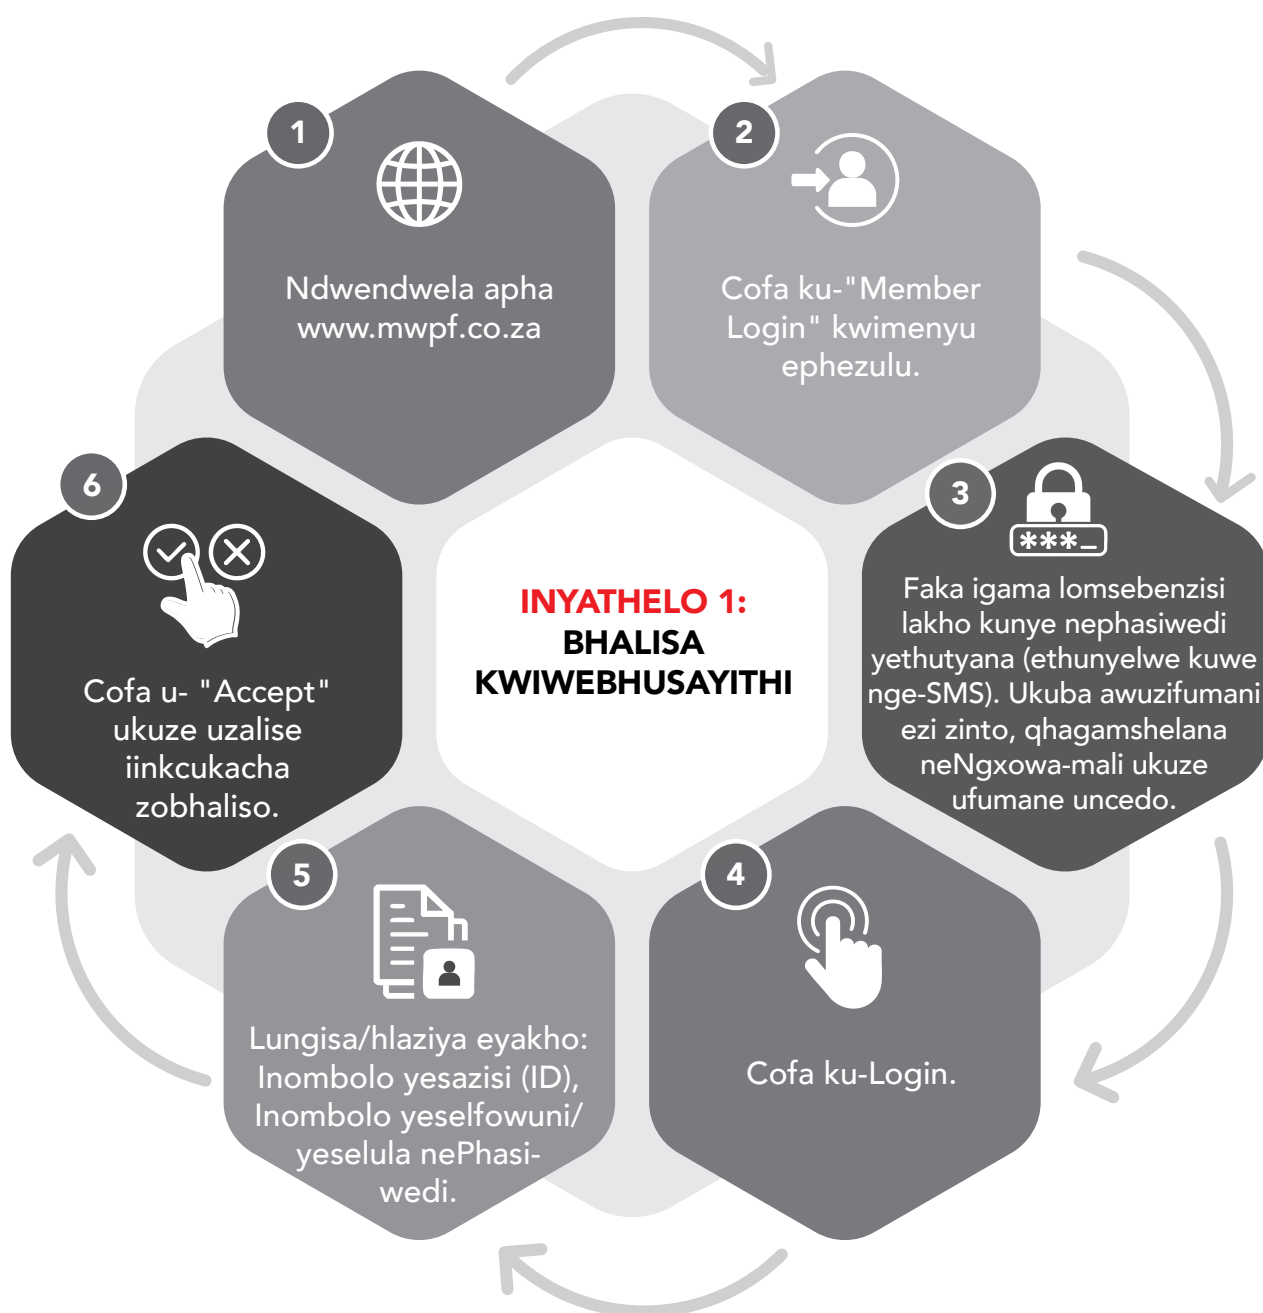 1
Ndwendwela apha
www.mwpf.co.za
2
Cofa ku-"Member
Login" kwimenyu
ephezulu.
3
***_
Faka igama lomsebenzisi
lakho kunye nephasiwedi
yethutyana (ethunyelwe kuwe
nge-SMS). Ukuba awuzifumani
ezi zinto, qhagamshelana
neNgxowa-mali ukuze
ufumane uncedo.
4
Cofa ku-Login.
5
Lungisa/hlaziya eyakho:
Inombolo yesazisi (ID),
Inombolo yeselfowuni/
yeselula nePhasi-
wedi.
6
Cofa u- "Accept"
ukuze uzalise
iinkcukacha
zobhaliso.
INYATHELO 1:
BHALISA
KWIWEBHUSAYITHI